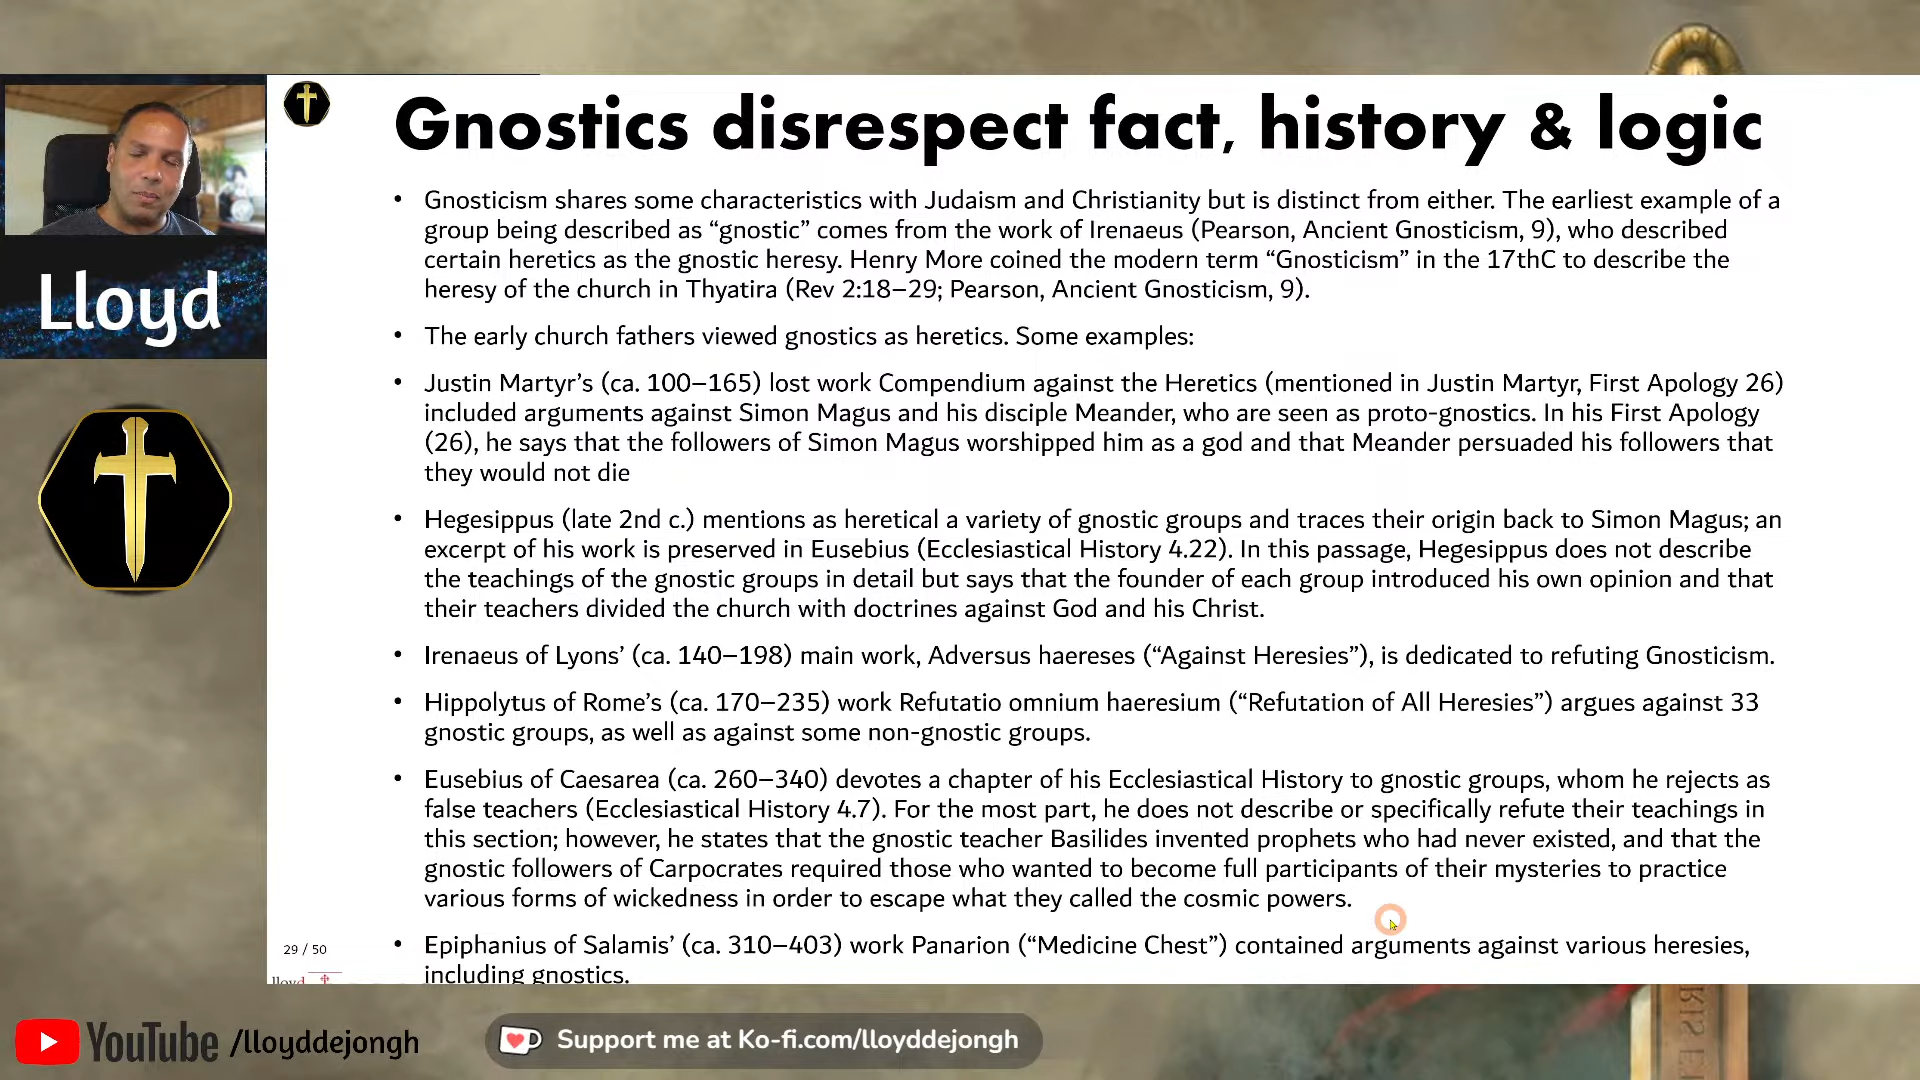 Gnostics disrespect fact, history & logic
• Gnosticism shares some characteristics with Judaism and Christianity but is distinct from either. The earliest example of a
group being described as “gnostic” comes from the work of Irenaeus (Pearson, Ancient Gnosticism, 9), who described
certain heretics as the gnostic heresy. Henry More coined the modern term “Gnosticism” in the 17thC to describe the
heresy of the church in Thyatira (Rev 2:18–29; Pearson, Ancient Gnosticism, 9).
• The early church fathers viewed gnostics as heretics. Some examples:
• Justin Martyr’s (ca. 100–165) lost work Compendium against the Heretics (mentioned in Justin Martyr, First Apology 26)
included arguments against Simon Magus and his disciple Meander, who are seen as proto-gnostics. In his First Apology
(26), he says that the followers of Simon Magus worshipped him as a god and that Meander persuaded his followers that
they would not die
• Hegesippus (late 2nd c.) mentions as heretical a variety of gnostic groups and traces their origin back to Simon Magus; an
excerpt of his work is preserved in Eusebius (Ecclesiastical History 4.22). In this passage, Hegesippus does not describe
the teachings of the gnostic groups in detail but says that the founder of each group introduced his own opinion and that
their teachers divided the church with doctrines against God and his Christ.
• Irenaeus of Lyons’ (ca. 140–198) main work, Adversus haereses (“Against Heresies”), is dedicated to refuting Gnosticism.
• Hippolytus of Rome’s (ca. 170–235) work Refutatio omnium haeresium (“Refutation of All Heresies”) argues against 33
gnostic groups, as well as against some non-gnostic groups.
• Eusebius of Caesarea (ca. 260–340) devotes a chapter of his Ecclesiastical History to gnostic groups, whom he rejects as
false teachers (Ecclesiastical History 4.7). For the most part, he does not describe or specifically refute their teachings in
this section; however, he states that the gnostic teacher Basilides invented prophets who had never existed, and that the
gnostic followers of Carpocrates required those who wanted to become full participants of their mysteries to practice
various forms of wickedness in order to escape what they called the cosmic powers.
• Epiphanius of Salamis’ (ca. 310–403) work Panarion (“Medicine Chest”) contained arguments against various heresies,
including gnostics.
29 / 50
lloyd
Lloyd
YouTube /lloyddejongh
Support me at Ko-fi.com/lloyddejongh